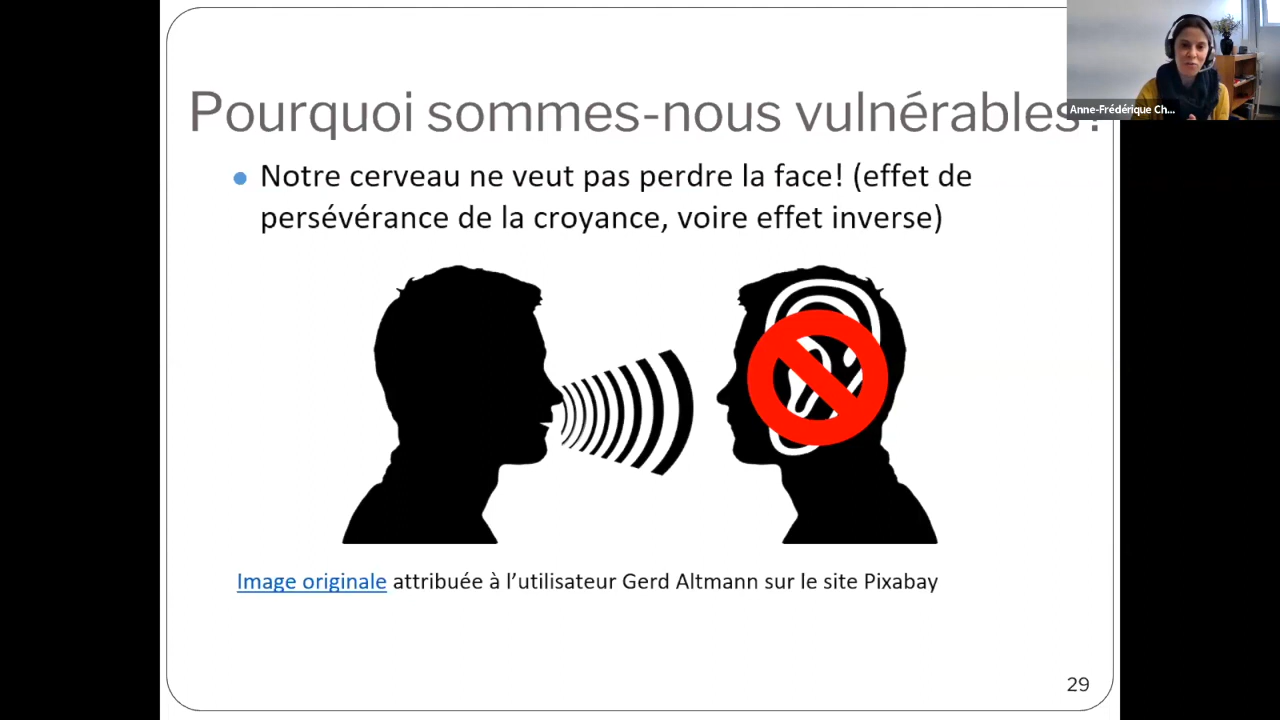 Pourquoi sommes-nous vulnérables?
Anne-Frédérique Ch...
Notre cerveau ne veut pas perdre la face! (effet de
persévérance de la croyance, voire effet inverse)
Image originale attribuée à l’utilisateur Gerd Altmann sur le site Pixabay
29